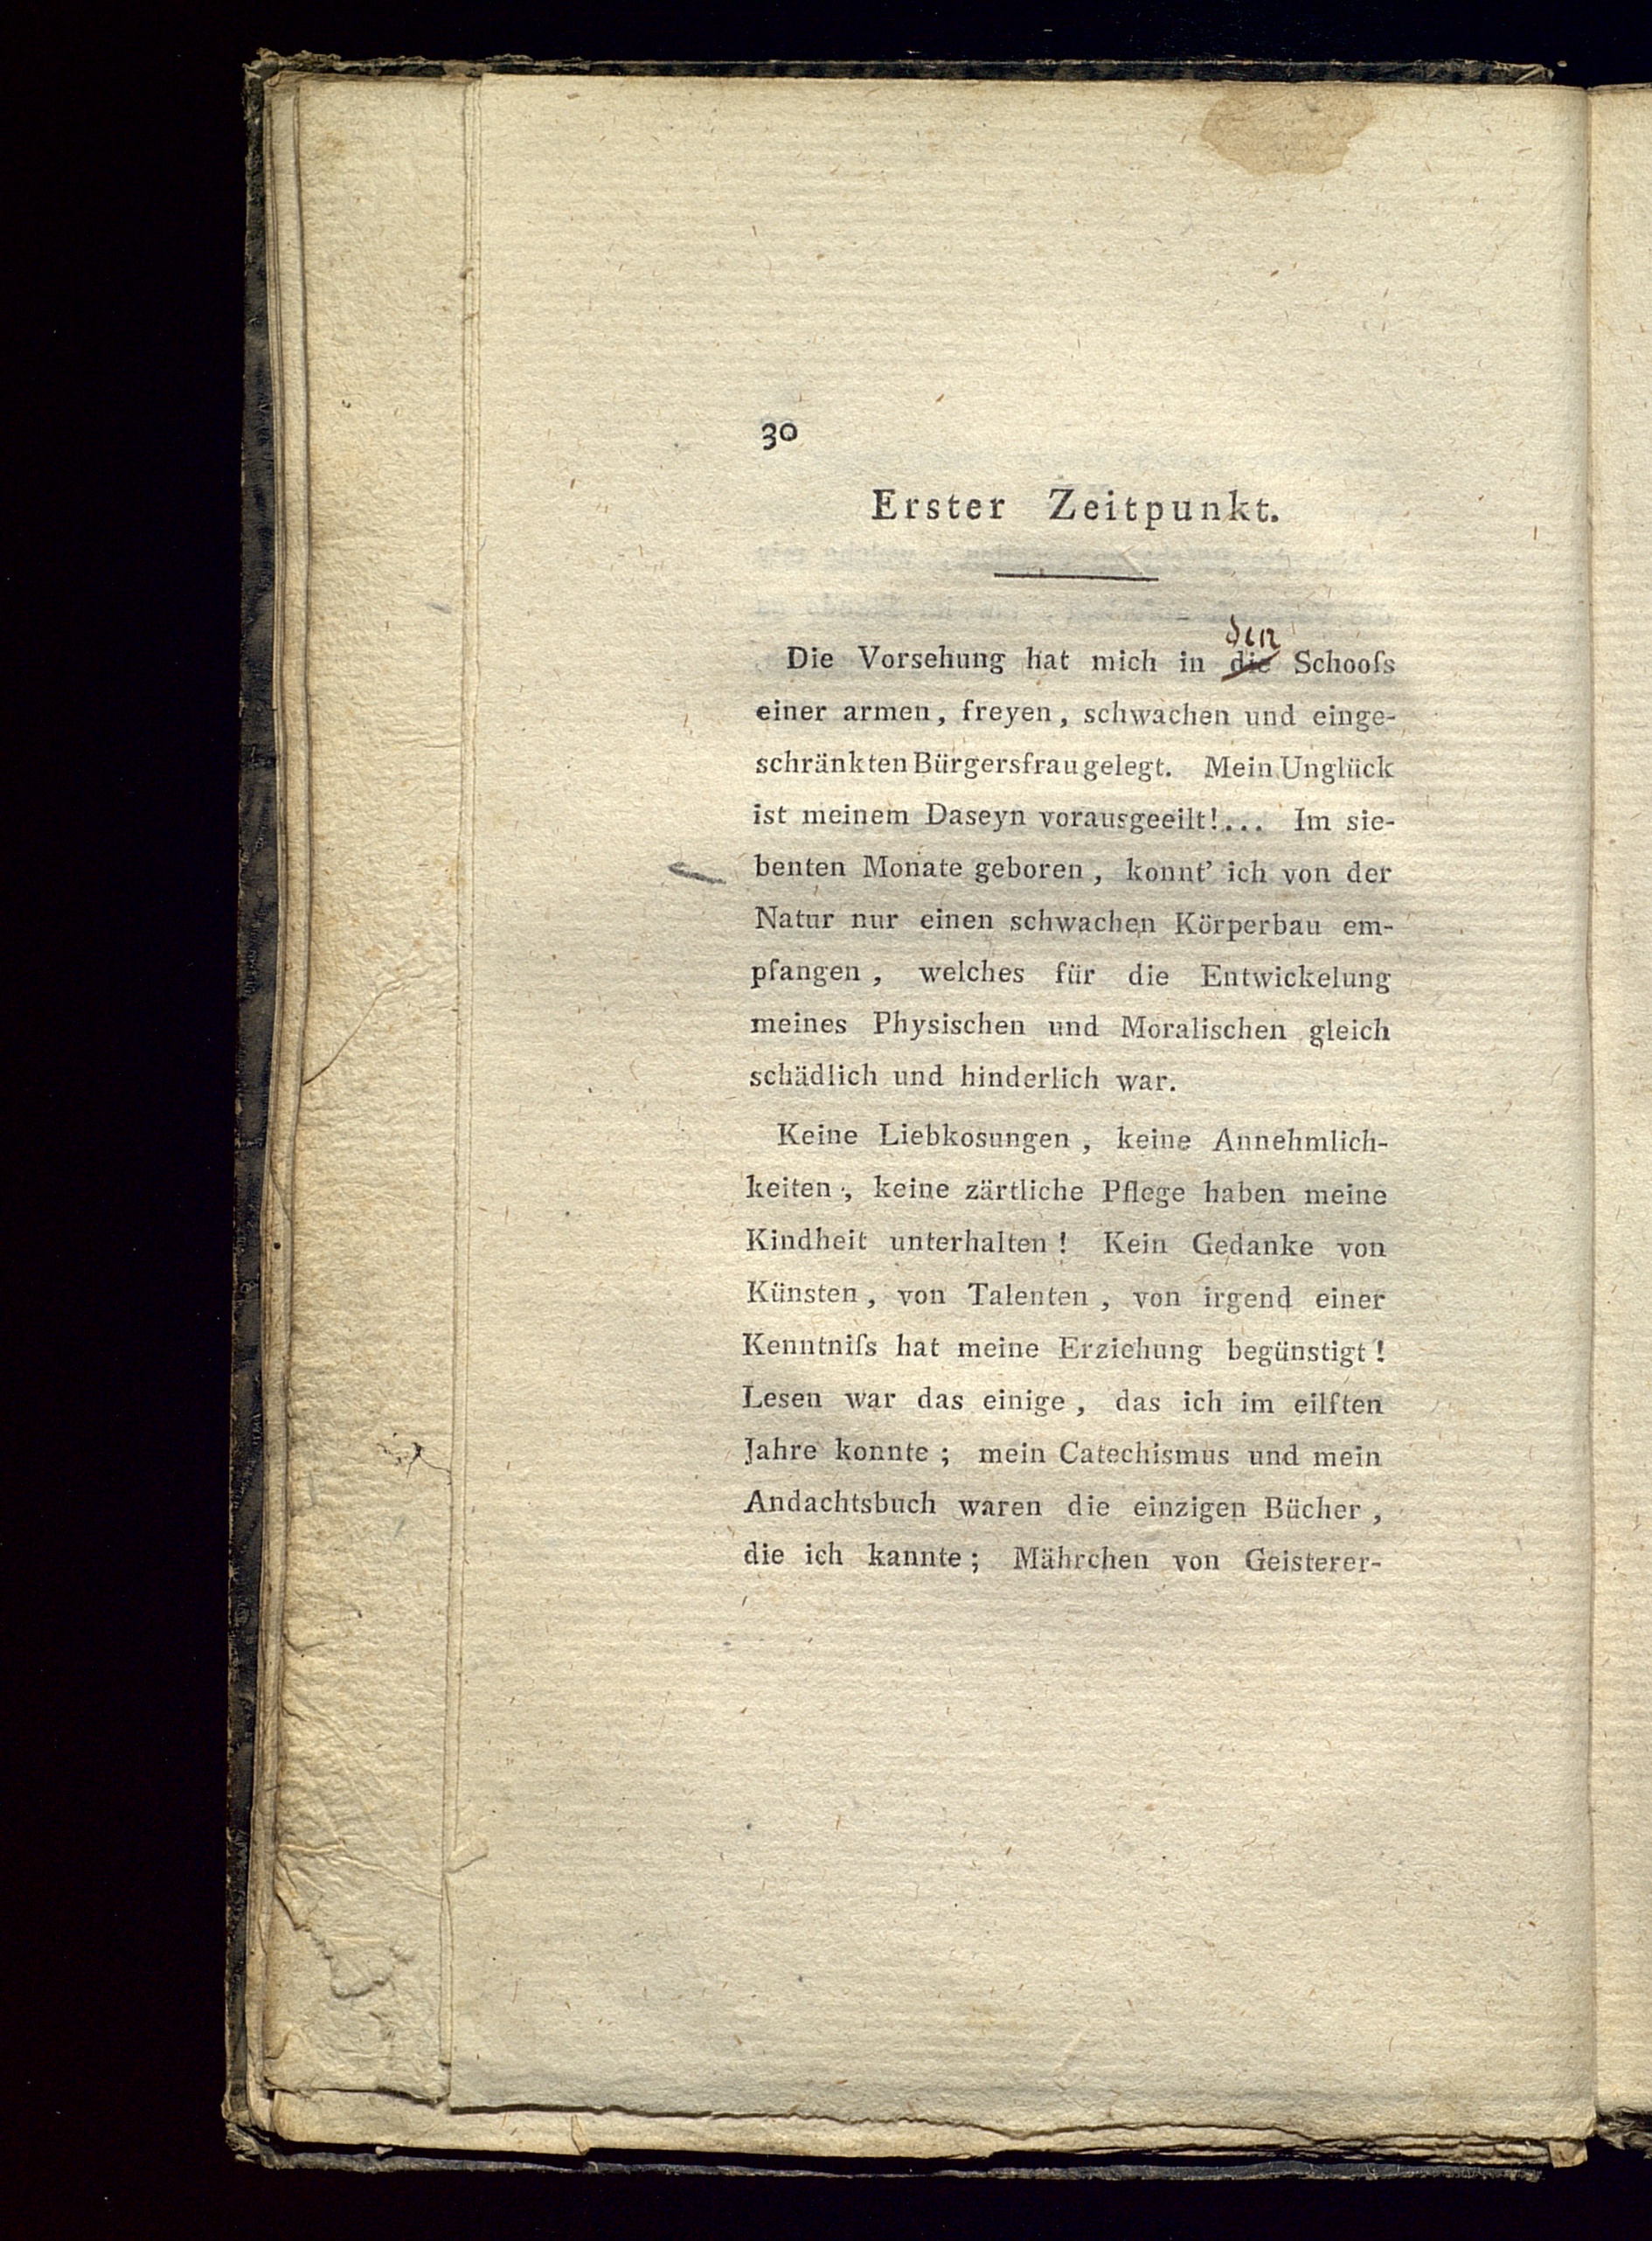 30
Erster Zeitpunkt.
den
Die Vorsehung hat mich in die Schooſs
einer armen, freyen, schwachen und einge-
schränkten Bürgersfrau gelegt. Mein Unglück
ist meinem Daseyn vorausgeeilt!... Im sie-
benten Monate geboren, konnt' ich von der
Natur nur einen schwachen Körperbau em-
pfangen, welches für die Entwickelung
meines Physischen und Moralischen gleich
schädlich und hinderlich war.
Keine Liebkosungen, keine Annehmlich-
keiten, keine zärtliche Pflege haben meine
Kindheit unterhalten! Kein Gedanke von
Künsten, von Talenten, von irgend einer
Kenntniſs hat meine Erziehung begünstigt!
Lesen war das einige, das ich im eilften
Jahre konnte; mein Catechismus und mein
Andachtsbuch waren die einzigen Bücher,
die ich kannte; Mährchen von Geisterer-